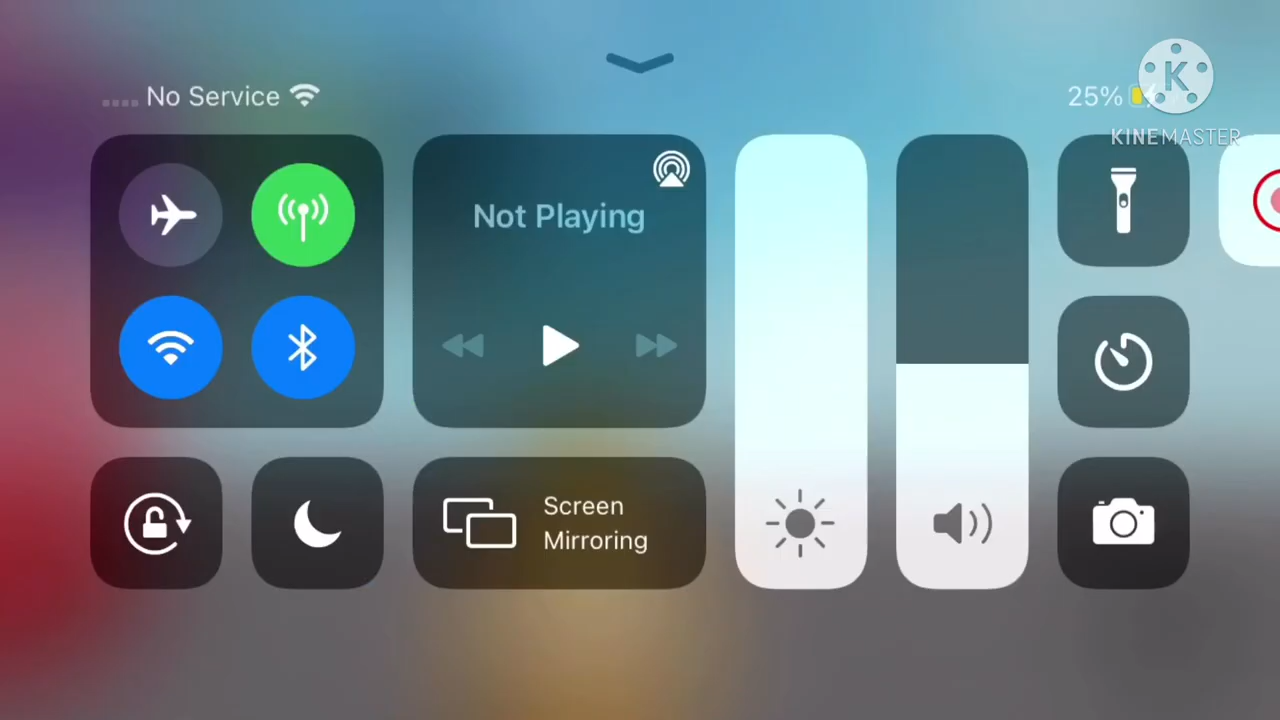 No Service
25%
K
KINEMASTER
Not Playing
Screen
Mirroring